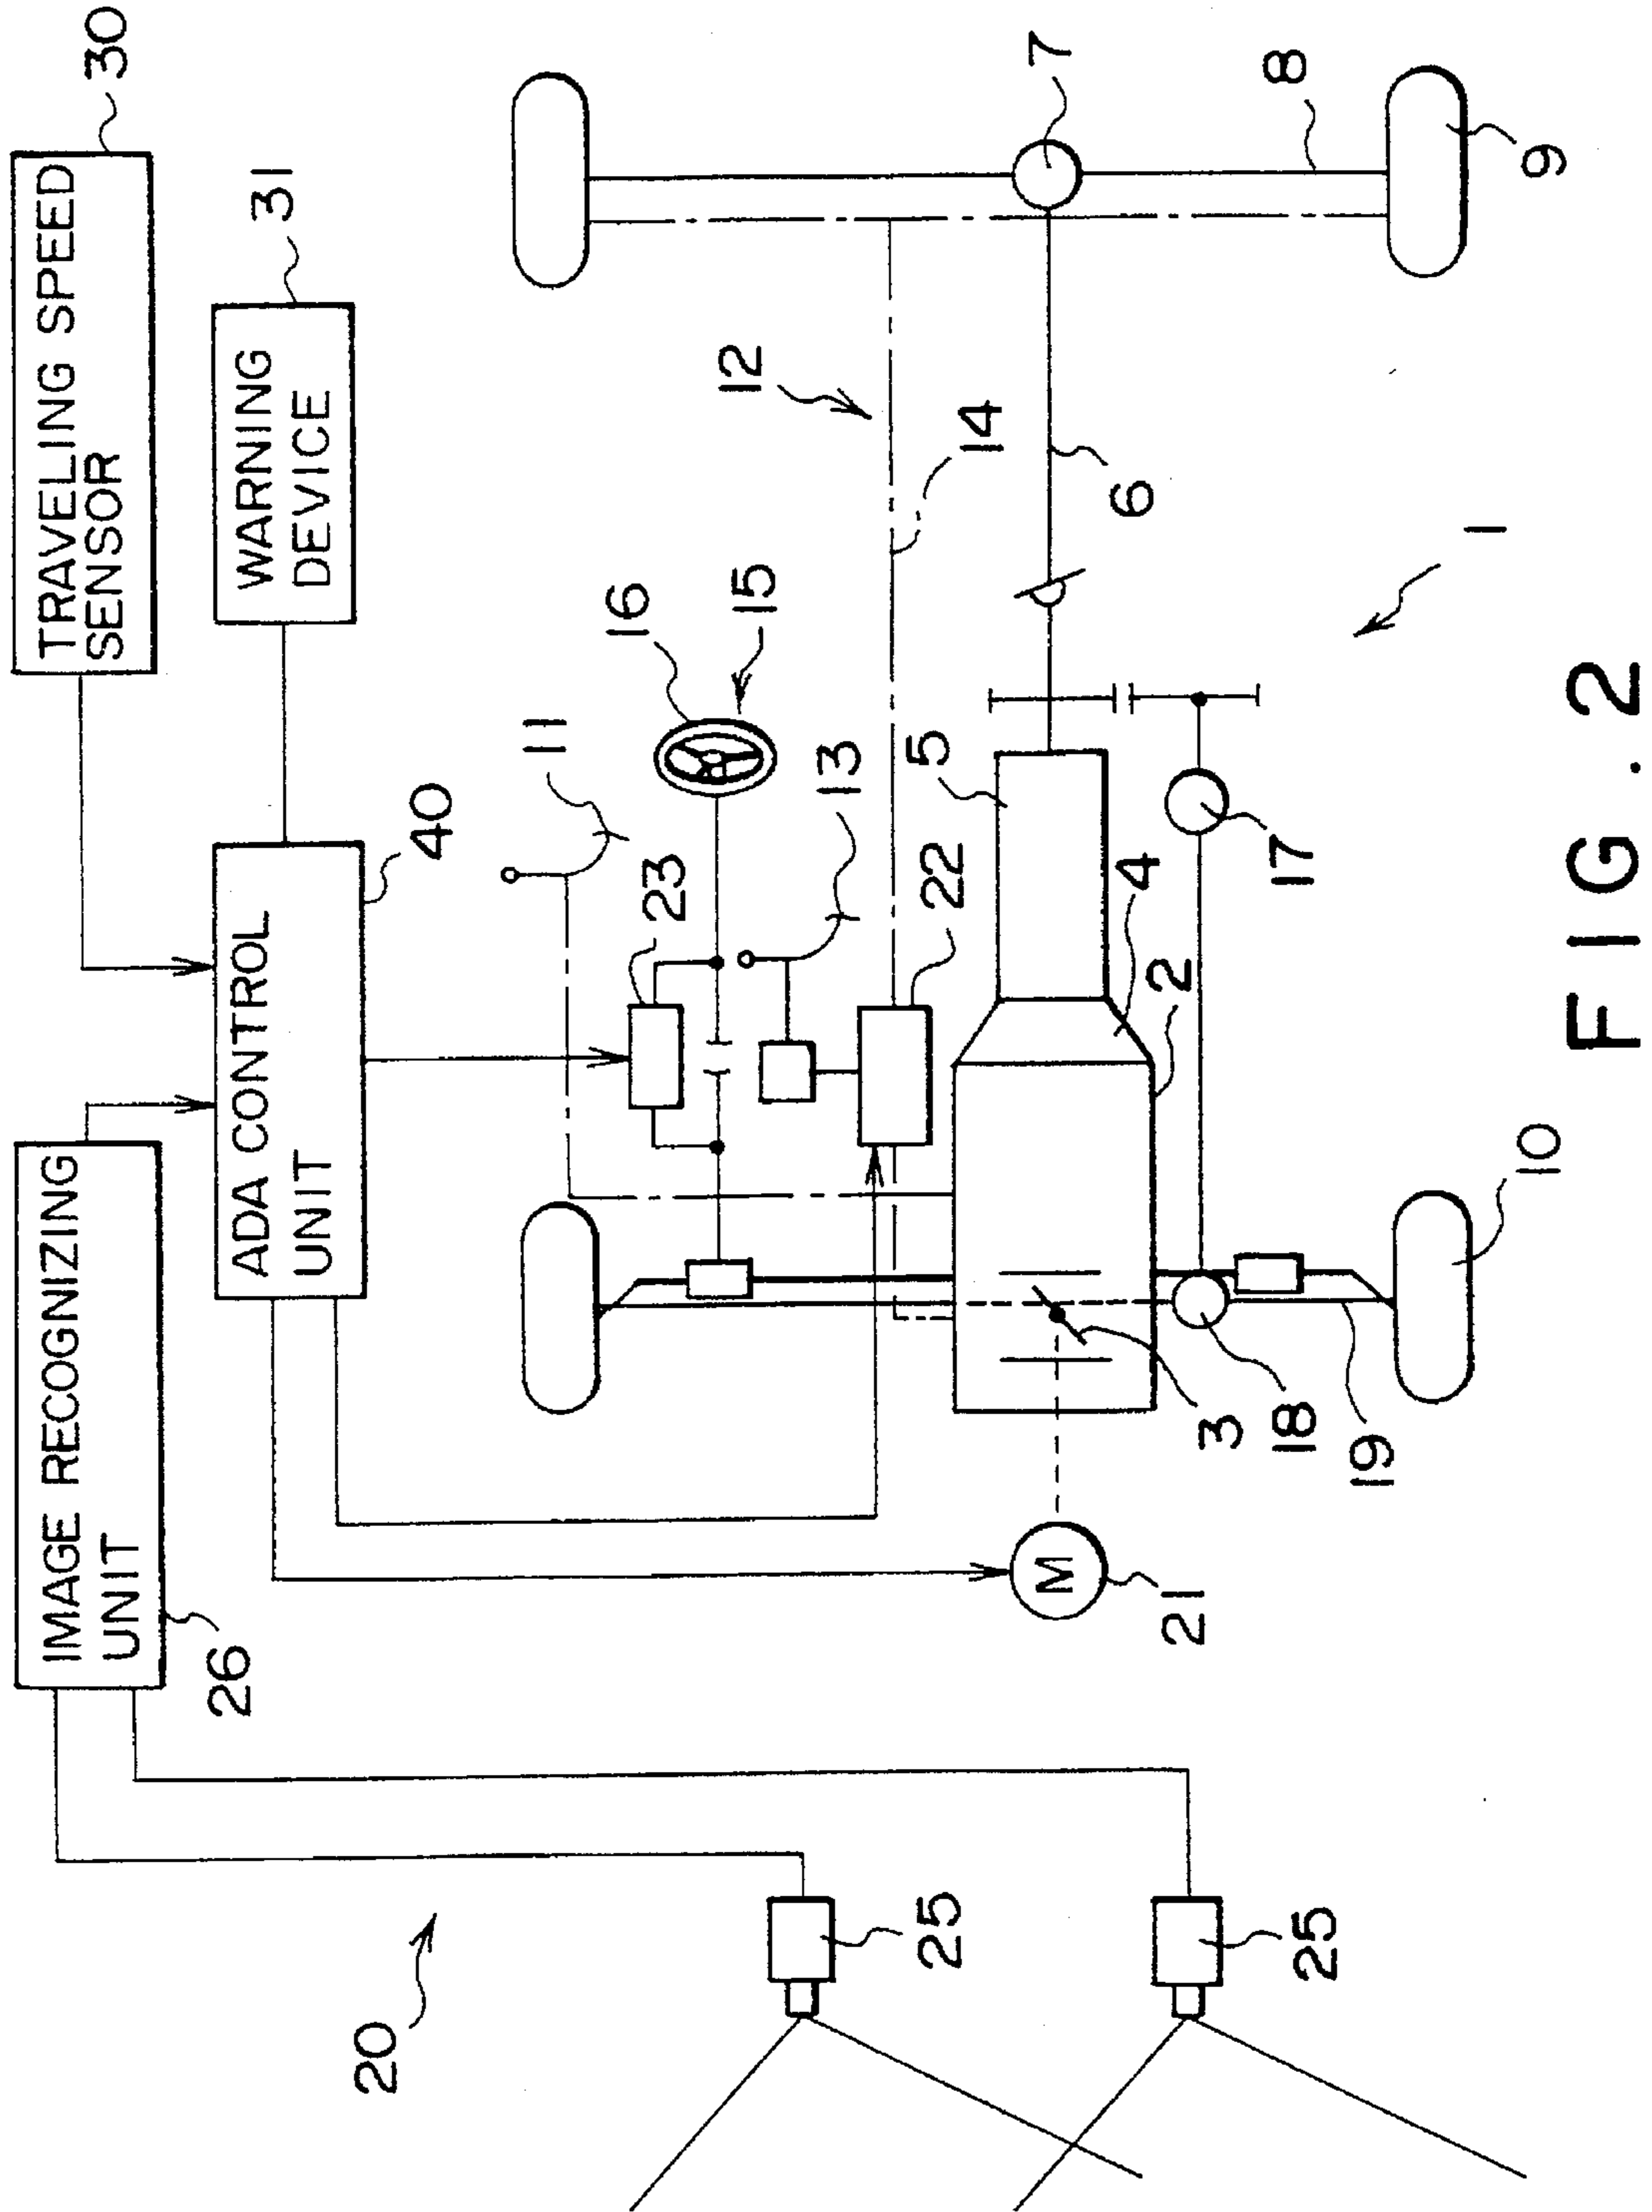 IMAGE RECOGNIZING
UNIT
26
TRAVELING SPEED
SENSOR
30
ADA CONTROL
UNIT
40
WARNING
DEVICE
31
20
11
16
15
23
13
12
25
22
5
14
7
4
6
2
21
3
17
18
8
25
19
10
1
9
FIG. 2
M